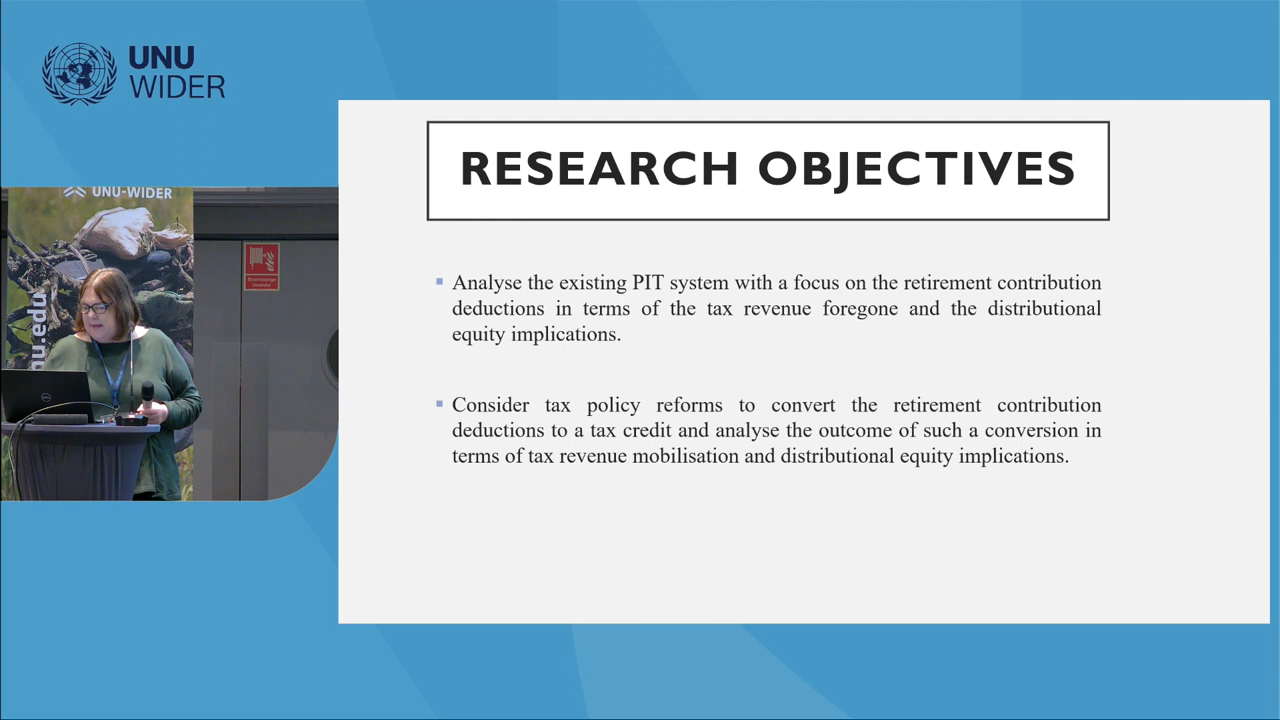 UNU
WIDER
UNU-WIDER
nu.edu
RESEARCH OBJECTIVES
▪ Analyse the existing PIT system with a focus on the retirement contribution
deductions in terms of the tax revenue foregone and the distributional
equity implications.
▪ Consider tax policy reforms to convert the retirement contribution
deductions to a tax credit and analyse the outcome of such a conversion in
terms of tax revenue mobilisation and distributional equity implications.